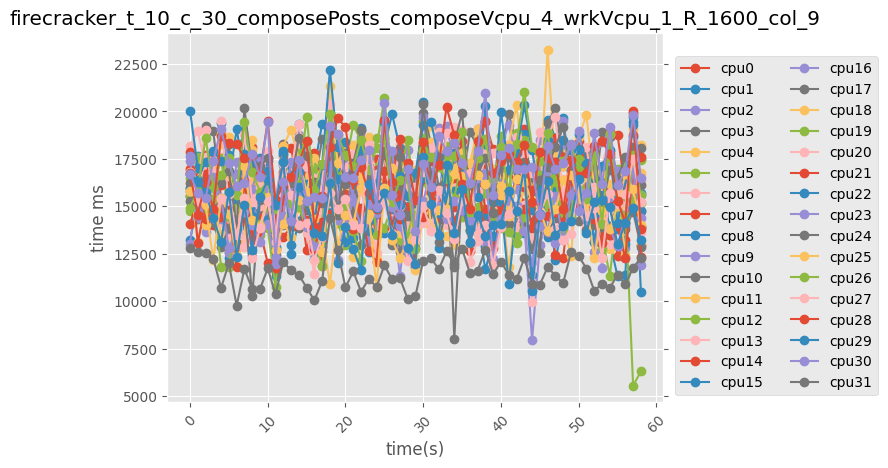 firecracker_t_10_c_30_composePosts_composeVcpu_4_wrkVcpu_1_R_1600_col_9
22500
20000
17500
15000
12500
10000
7500
5000
time ms
0
10
20
30
40
50
60
time(s)
cpu0
cpu1
cpu2
cpu3
cpu4
cpu5
cpu6
cpu7
cpu8
cpu9
cpu10
cpu11
cpu12
cpu13
cpu14
cpu15
cpu16
cpu17
cpu18
cpu19
cpu20
cpu21
cpu22
cpu23
cpu24
cpu25
cpu26
cpu27
cpu28
cpu29
cpu30
cpu31